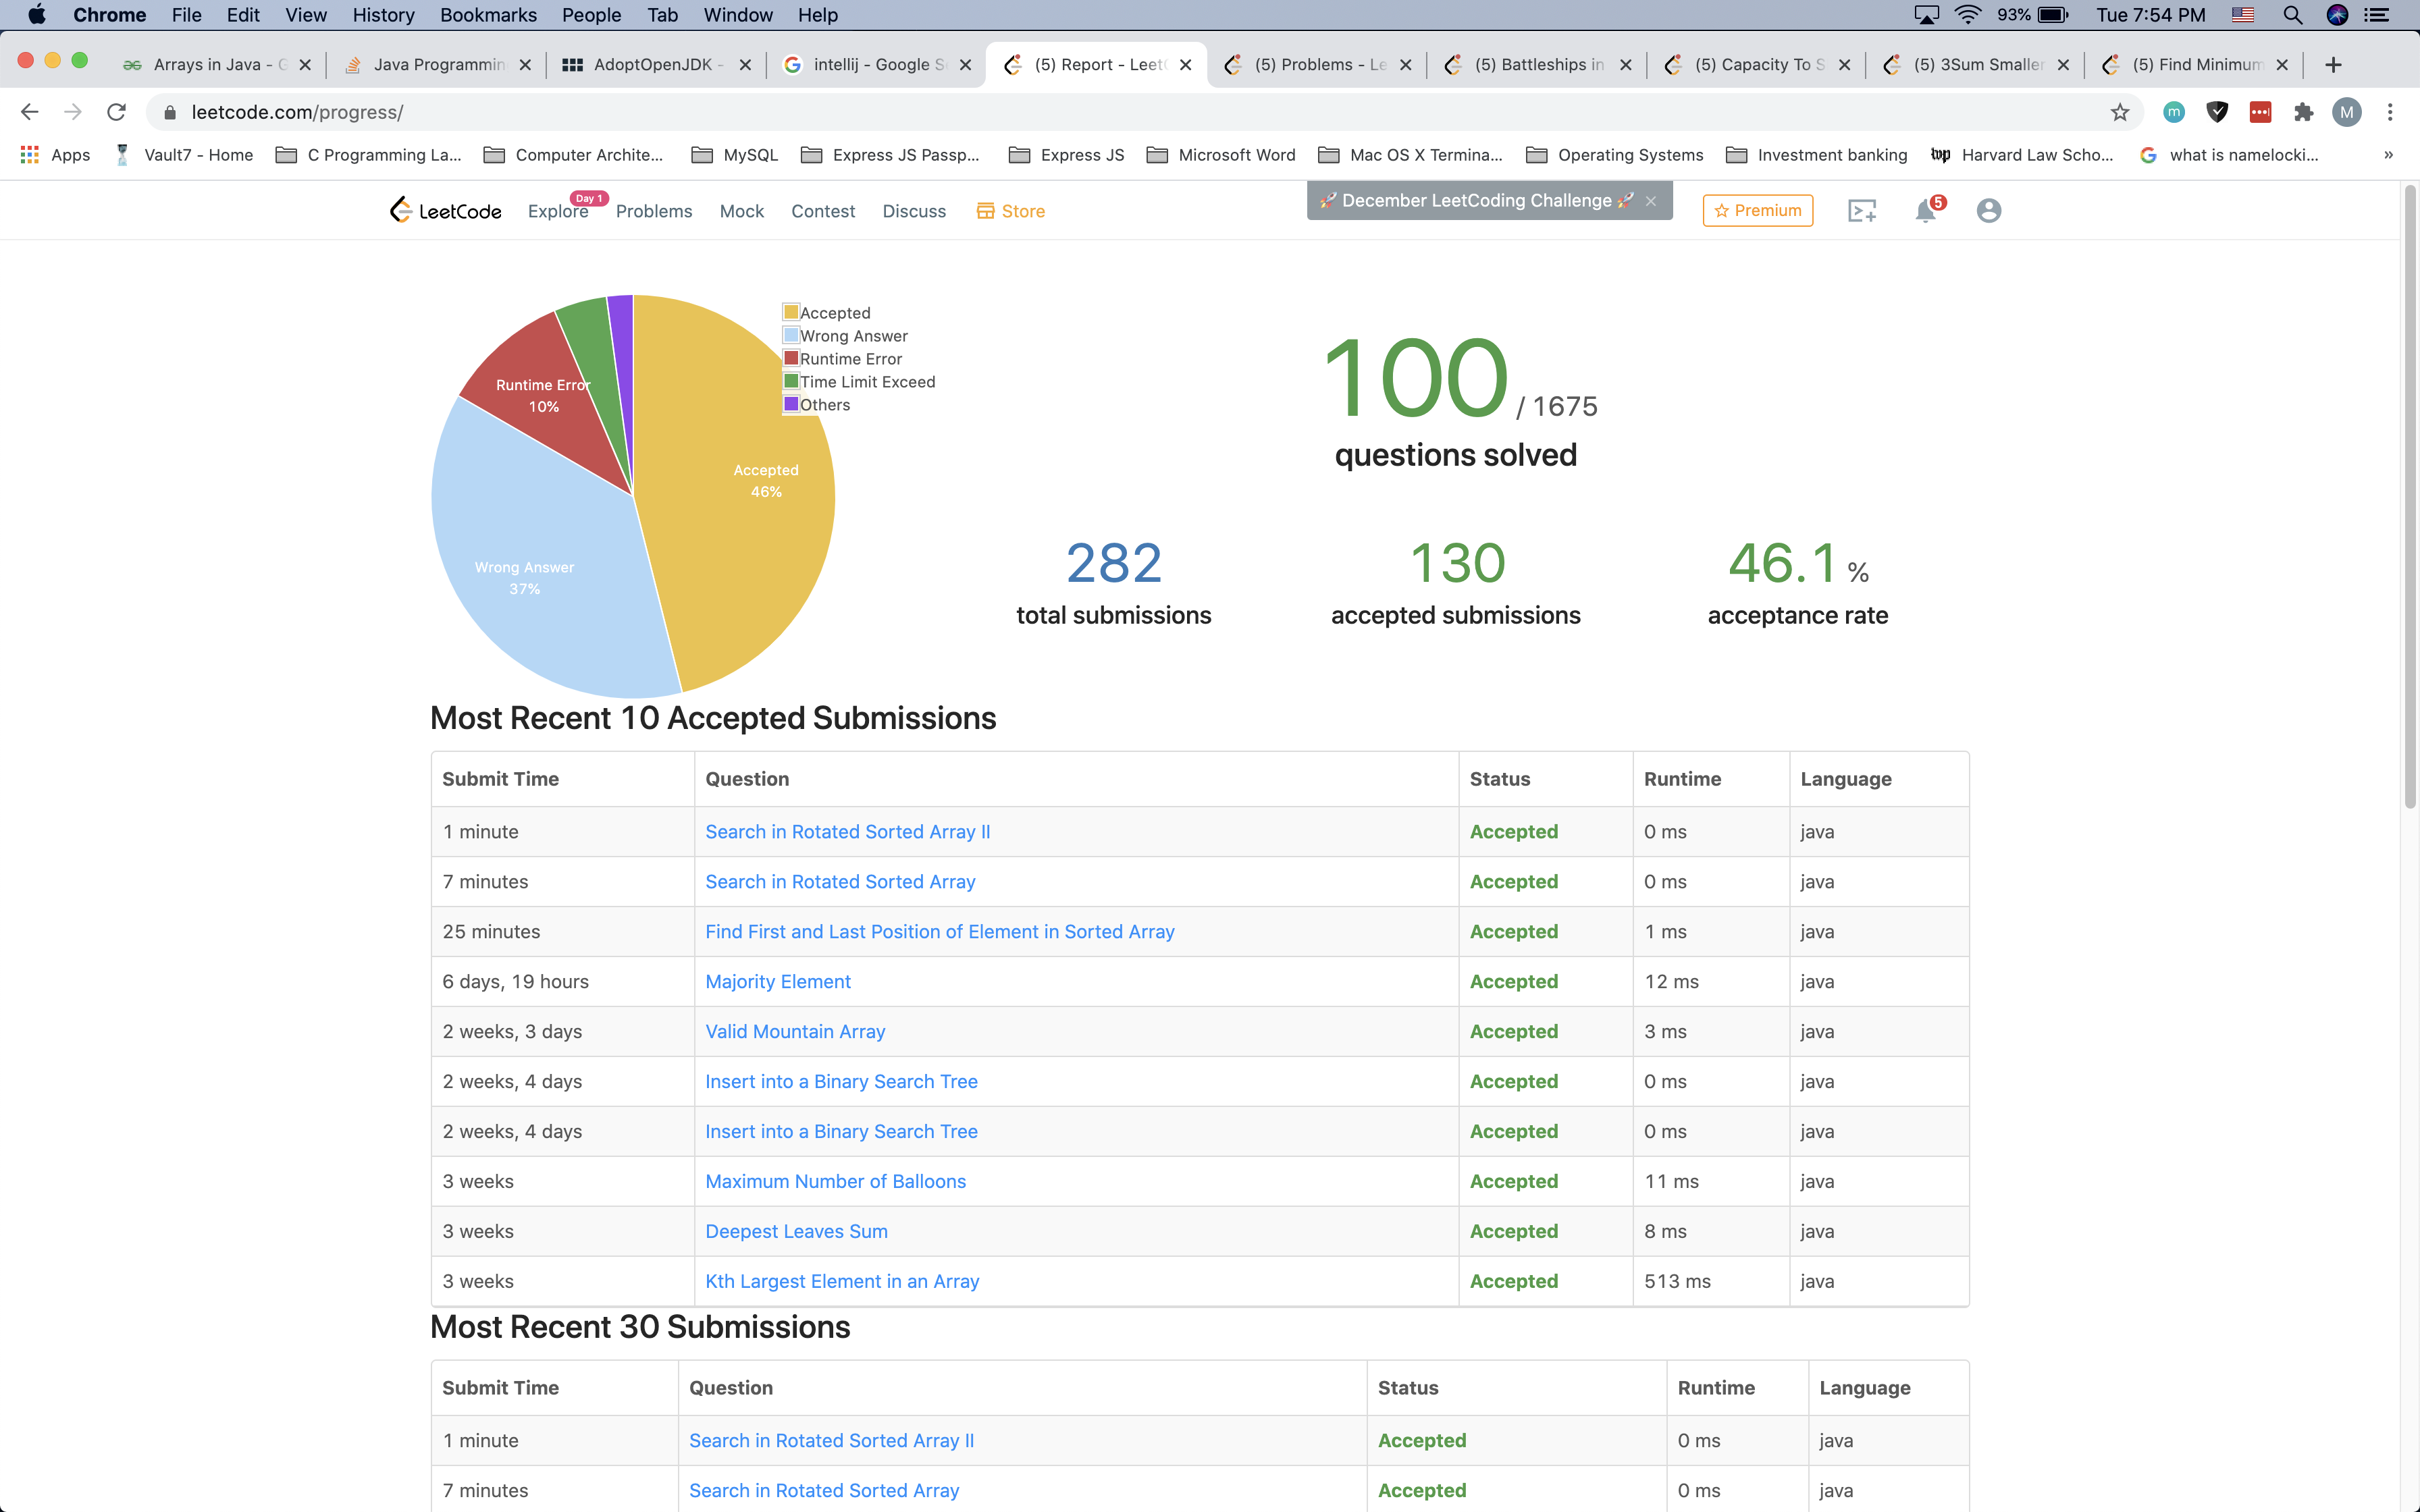 Chrome File Edit View History Bookmarks People Tab Window Help 93% Tue 7:54 PM
Arrays in Java - G Java Programmin AdoptOpenJDK - intellij - Google S (5) Report - Leet (5) Problems - Le (5) Battleships in (5) Capacity To S (5) 3Sum Smaller (5) Find Minimum
leetcode.com/progress/ m M
Apps Vault7 - Home C Programming La... Computer Archite... MySQL Express JS Passp... Express JS Microsoft Word Mac OS X Termina... Operating Systems Investment banking Harvard Law Scho... what is namelocki... »
LeetCode Explore Day 1 Problems Mock Contest Discuss Store 🚀 December LeetCoding Challenge 🚀 × Premium 5
Accepted
Wrong Answer
Runtime Error
Time Limit Exceed
Others
Runtime Error
10%
Accepted
46%
Wrong Answer
37%
100 / 1675
questions solved
282 130 46.1 %
total submissions accepted submissions acceptance rate
Most Recent 10 Accepted Submissions
Submit Time Question Status Runtime Language
1 minute Search in Rotated Sorted Array II Accepted 0 ms java
7 minutes Search in Rotated Sorted Array Accepted 0 ms java
25 minutes Find First and Last Position of Element in Sorted Array Accepted 1 ms java
6 days, 19 hours Majority Element Accepted 12 ms java
2 weeks, 3 days Valid Mountain Array Accepted 3 ms java
2 weeks, 4 days Insert into a Binary Search Tree Accepted 0 ms java
2 weeks, 4 days Insert into a Binary Search Tree Accepted 0 ms java
3 weeks Maximum Number of Balloons Accepted 11 ms java
3 weeks Deepest Leaves Sum Accepted 8 ms java
3 weeks Kth Largest Element in an Array Accepted 513 ms java
Most Recent 30 Submissions
Submit Time Question Status Runtime Language
1 minute Search in Rotated Sorted Array II Accepted 0 ms java
7 minutes Search in Rotated Sorted Array Accepted 0 ms java